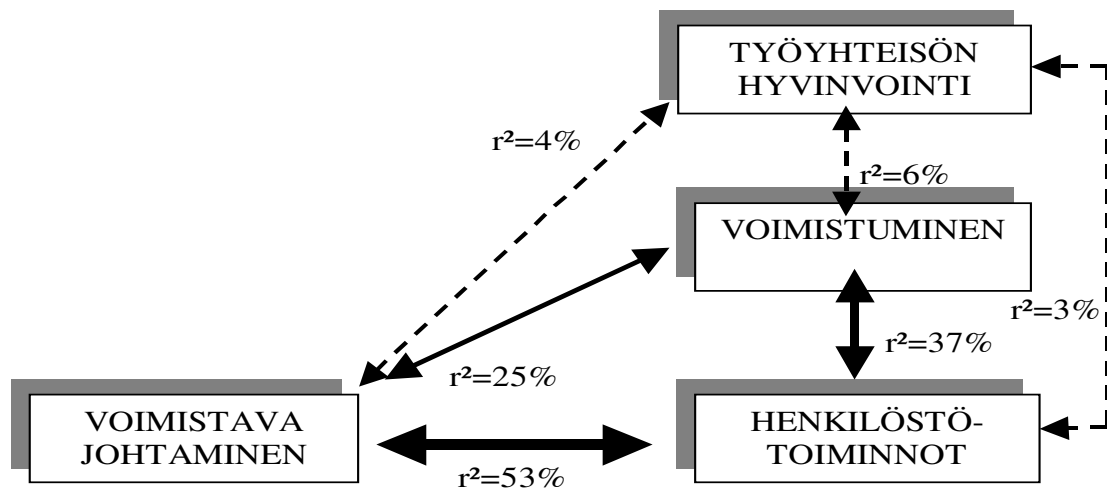 TYÖYHTEISÖN
HYVINVOINTI
r²=4%
r²=6%
VOIMISTUMINEN
r²=3%
r²=37%
r²=25%
VOIMISTAVA
JOHTAMINEN
HENKILÖSTÖ-
TOIMINNOT
r²=53%